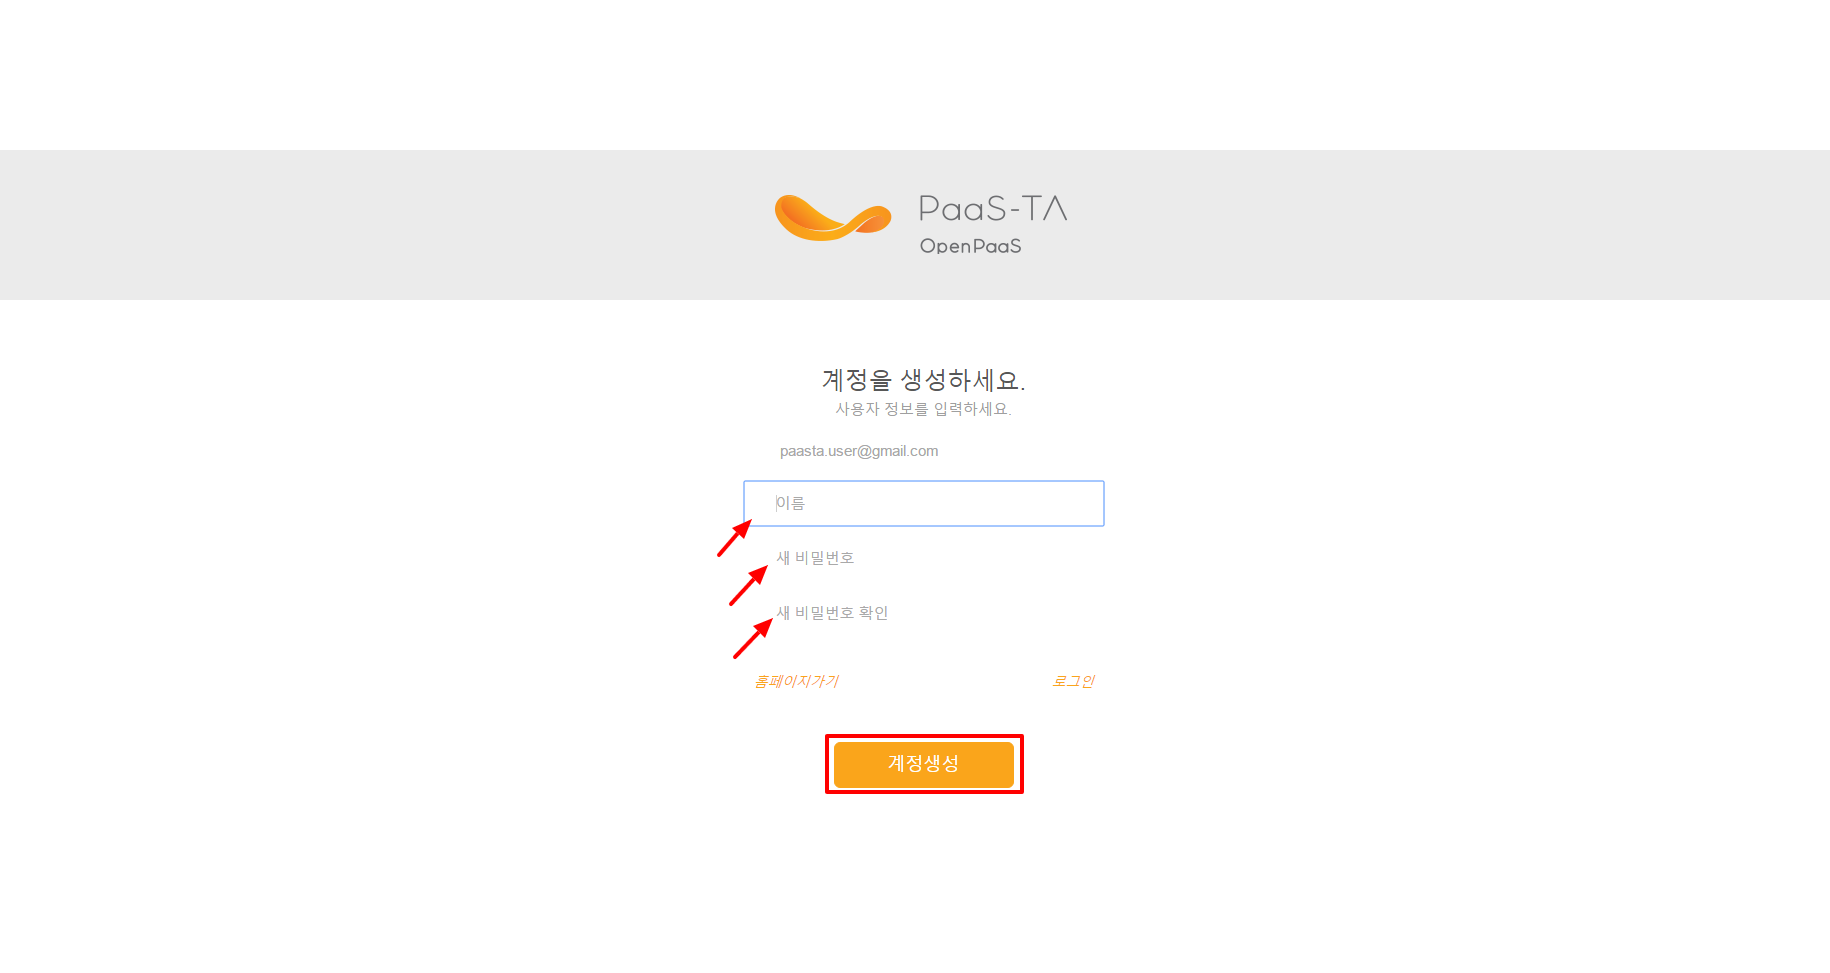 PaaS-TA
OpenPaaS
계정을 생성하세요.
사용자 정보를 입력하세요.
paasta.user@gmail.com
이름
새 비밀번호
새 비밀번호 확인
홈페이지가기 로그인
계정생성